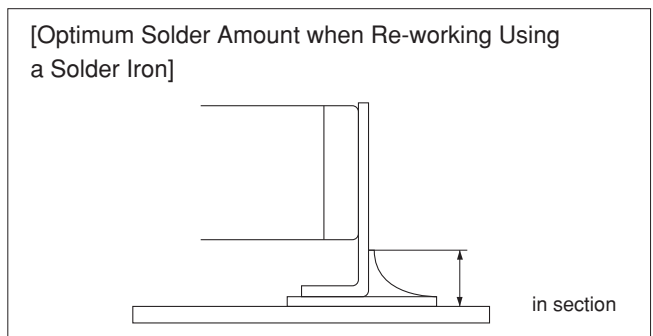 [Optimum Solder Amount when Re-working Using
a Solder Iron]
in section